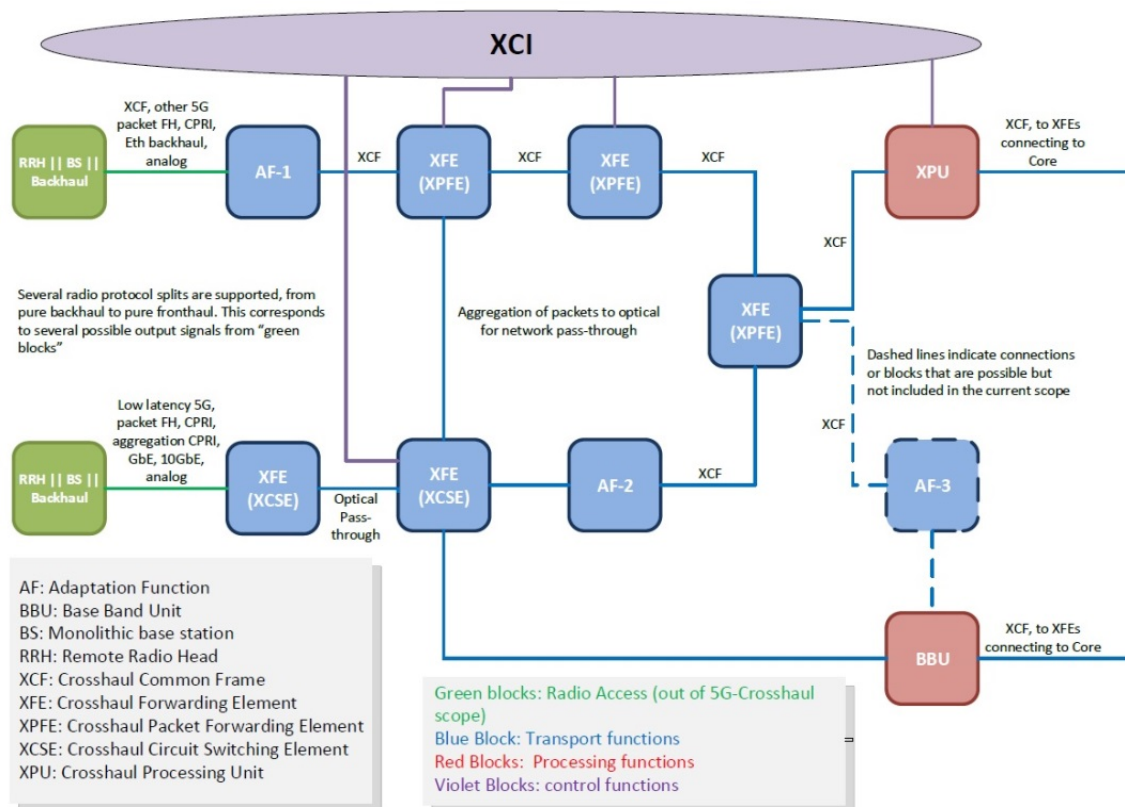 XCI
XCF, other 5G
packet FH, CPRI,
Eth backhaul,
analog
XCF, to XFEs
connecting to
Core
RRH || BS ||
Backhaul
AF-1
XCF
XFE
(XPFE)
XCF
XFE
(XPFE)
XCF
XPU
XCF
Several radio protocol splits are supported, from
pure backhaul to pure fronthaul. This corresponds
to several possible output signals from “green
blocks”
Aggregation of packets to optical
for network pass-through
XFE
(XPFE)
Dashed lines indicate connections
or blocks that are possible but
not included in the current scope
Low latency 5G,
packet FH, CPRI,
aggregation CPRI,
GbE, 10GbE,
analog
XCF
RRH || BS ||
Backhaul
XFE
(XCSE)
Optical
Pass-
through
XFE
(XCSE)
AF-2
XCF
AF-3
AF: Adaptation Function
BBU: Base Band Unit
BS: Monolithic base station
RRH: Remote Radio Head
XCF: Crosshaul Common Frame
XFE: Crosshaul Forwarding Element
XPFE: Crosshaul Packet Forwarding Element
XCSE: Crosshaul Circuit Switching Element
XPU: Crosshaul Processing Unit
BBU
XCF, to XFEs
connecting to Core
Green blocks: Radio Access (out of 5G-Crosshaul
scope)
Blue Block: Transport functions
Red Blocks: Processing functions
Violet Blocks: control functions